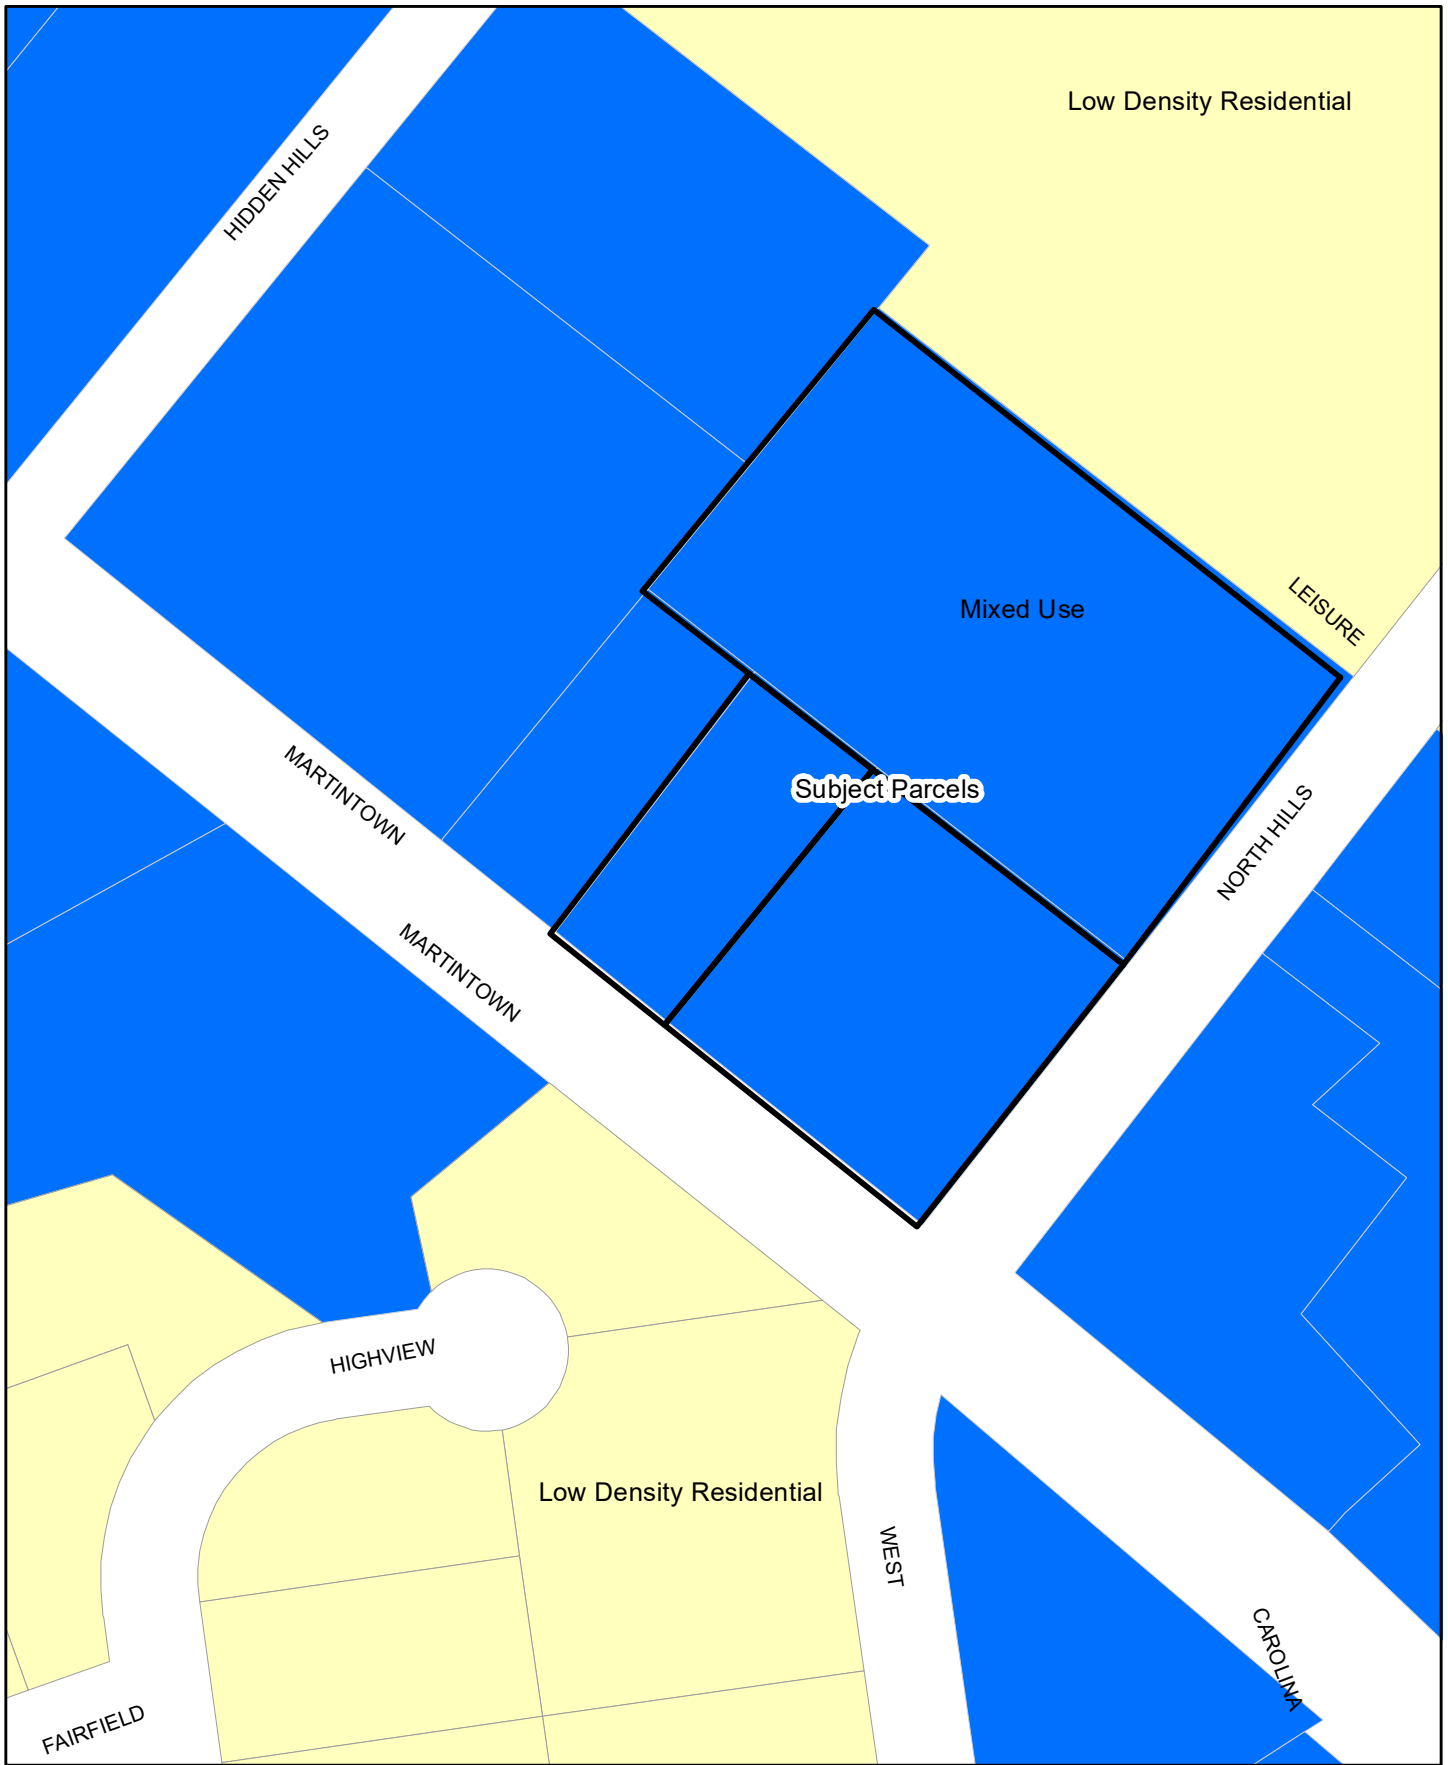 Low Density Residential
HIDDEN HILLS
LEISURE
Mixed Use
Subject Parcels
MARTINTOWN
NORTH HILLS
MARTINTOWN
HIGHVIEW
Low Density Residential
WEST
CAROLINA
FAIRFIELD